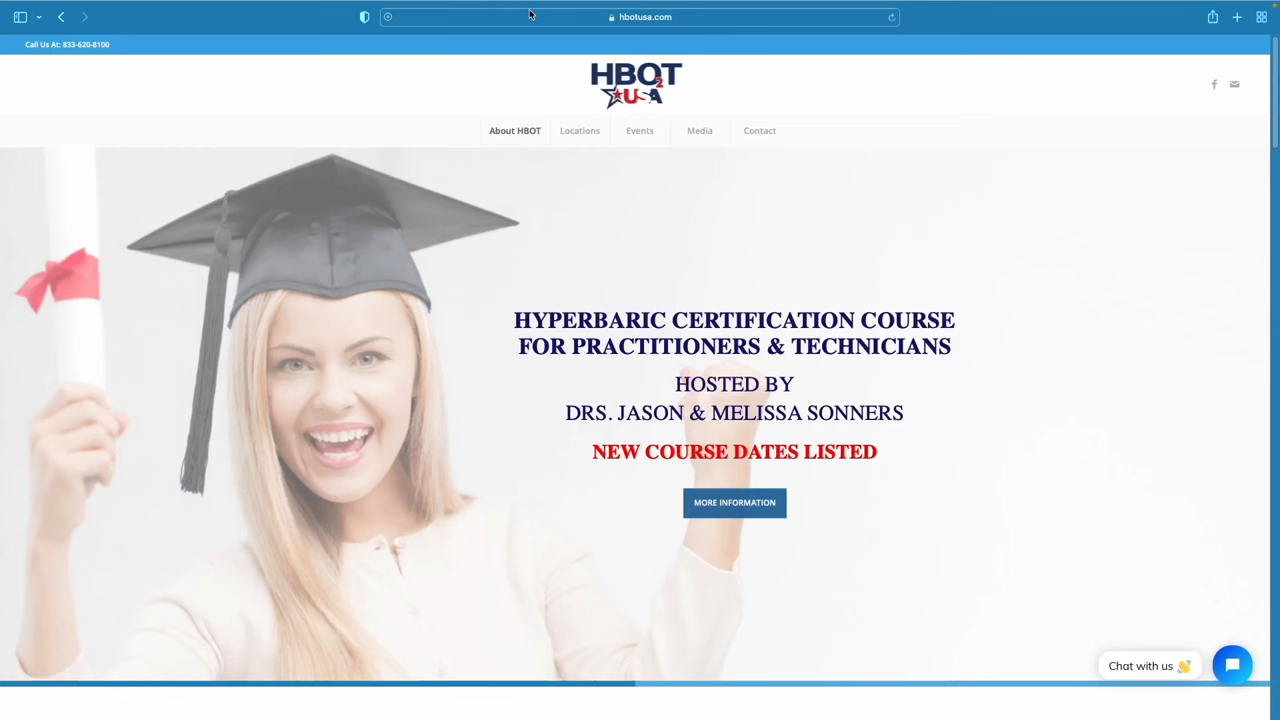 hbotusa.com
Call Us At: 833-620-8100
HBO2T
USA
About HBOT
Locations
Events
Media
Contact
HYPERBARIC CERTIFICATION COURSE
FOR PRACTITIONERS & TECHNICIANS
HOSTED BY
DRS. JASON & MELISSA SONNERS
NEW COURSE DATES LISTED
MORE INFORMATION
Chat with us 👋